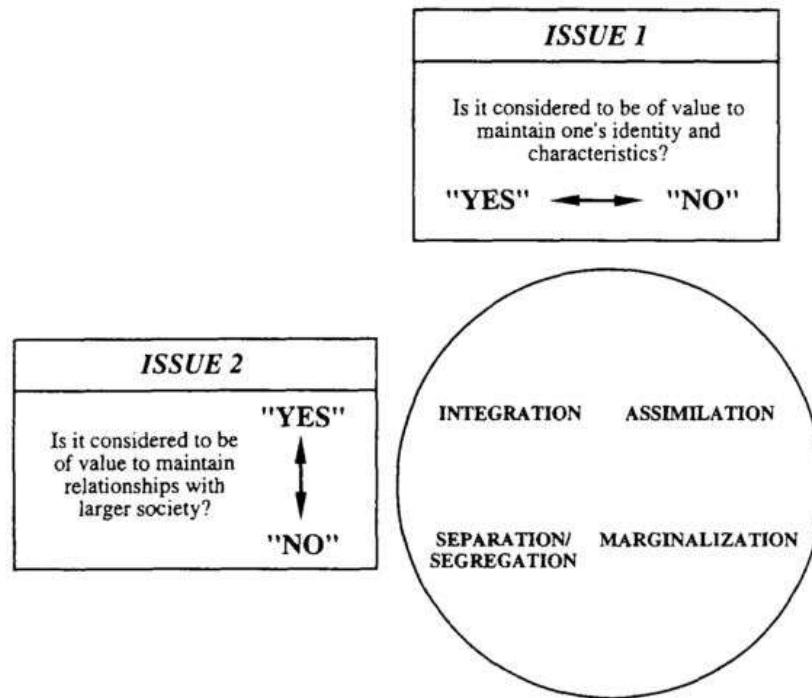 ISSUE 1
Is it considered to be of value to
maintain one's identity and
characteristics?
"YES" "NO"
ISSUE 2
Is it considered to be
of value to maintain
relationships with
larger society?
"YES"
"NO"
INTEGRATION ASSIMILATION
SEPARATION/
SEGREGATION
MARGINALIZATION